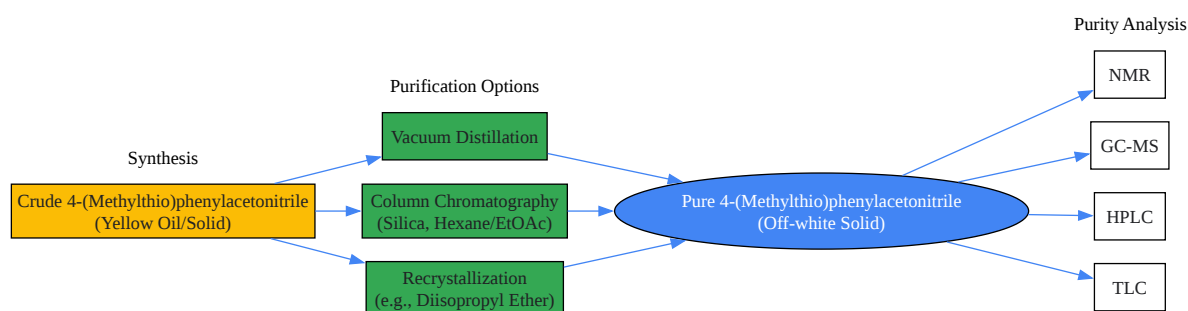 Synthesis
Crude 4-(Methylthio)phenylacetonitrile
(Yellow Oil/Solid)
Purification Options
Vacuum Distillation
Column Chromatography
(Silica, Hexane/EtOAc)
Recrystallization
(e.g., Diisopropyl Ether)
Pure 4-(Methylthio)phenylacetonitrile
(Off-white Solid)
Purity Analysis
NMR
GC-MS
HPLC
TLC